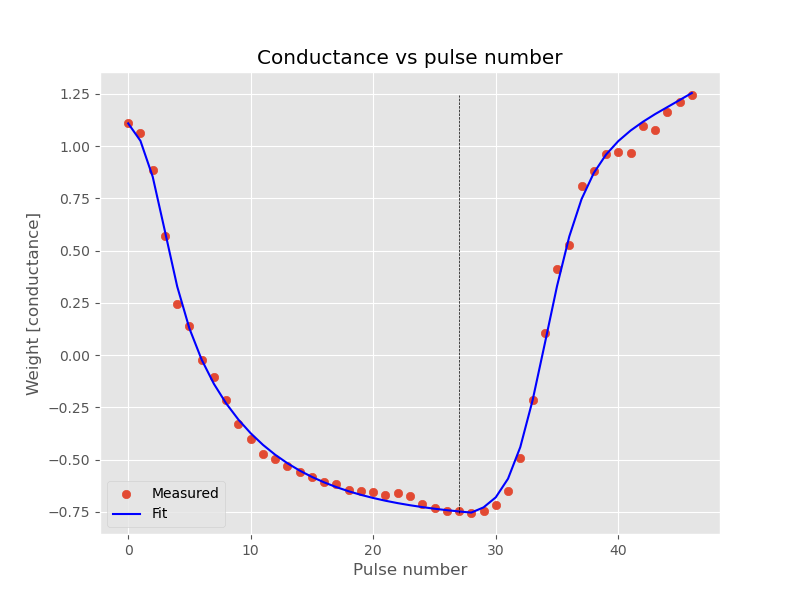 Conductance vs pulse number
Weight [conductance]
1.25
1.00
0.75
0.50
0.25
0.00
−0.25
−0.50
−0.75
Measured
Fit
0 10 20 30 40
Pulse number